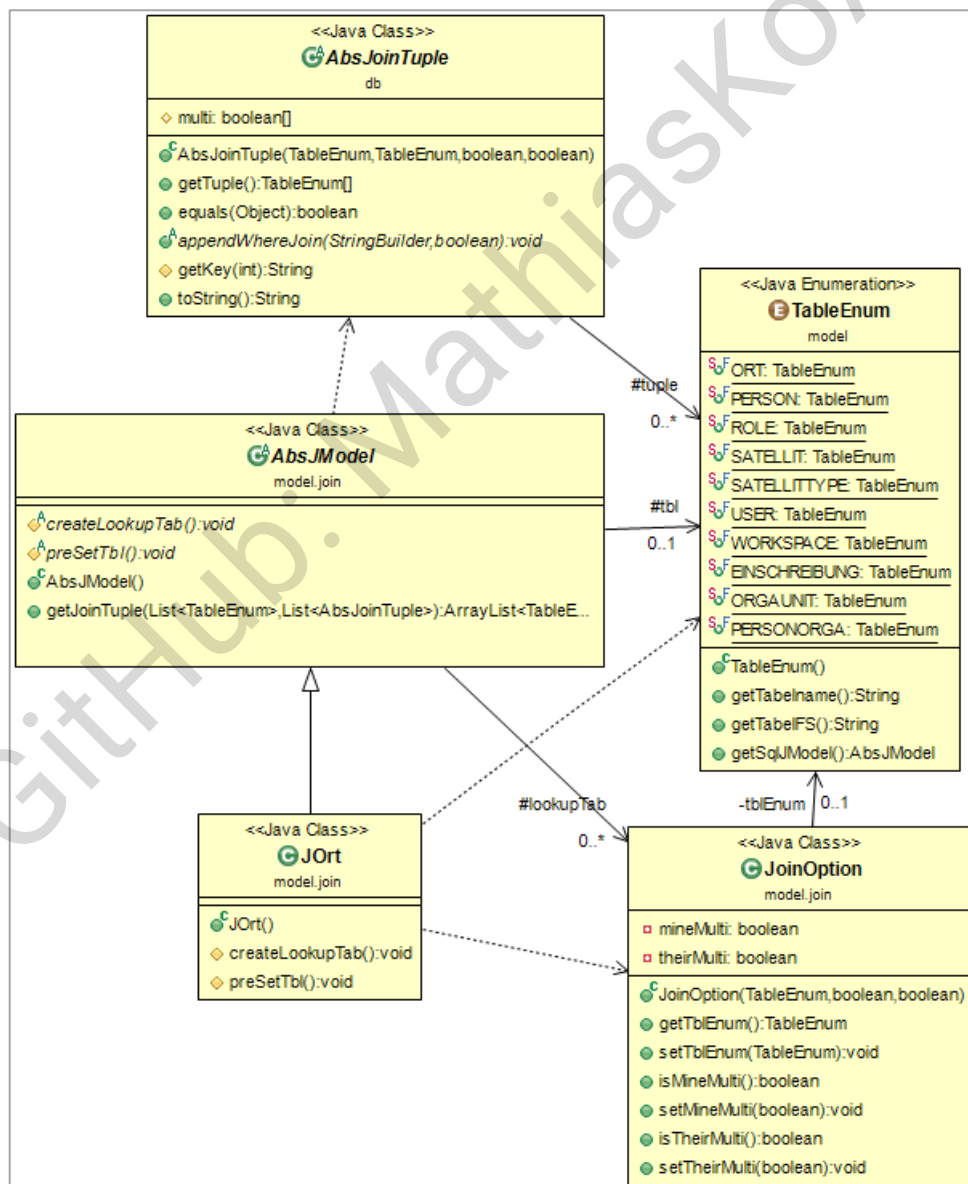 <<Java Class>>
AbsJoinTuple
db
multi: boolean[]
AbsJoinTuple(TableEnum,TableEnum,boolean,boolean)
getTuple():TableEnum[]
equals(Object):boolean
appendWhereJoin(StringBuilder,boolean):void
getKey(int):String
toString():String
#tuple
0..*
<<Java Class>>
AbsJModel
model.join
createLookupTab():void
preSetTbl():void
AbsJModel()
getJoinTuple(List<TableEnum>,List<AbsJoinTuple>):ArrayList<TableE...
#tbl
0..1
<<Java Enumeration>>
TableEnum
model
ORT: TableEnum
PERSON: TableEnum
ROLE: TableEnum
SATELLIT: TableEnum
SATELLITTYPE: TableEnum
USER: TableEnum
WORKSPACE: TableEnum
EINSCHREIBUNG: TableEnum
ORGAUNIT: TableEnum
PERSONORGA: TableEnum
TableEnum()
getTabelname():String
getTabelFS():String
getSqlJModel():AbsJModel
#lookupTab
0..*
-tblEnum
0..1
<<Java Class>>
JOrt
model.join
JOrt()
createLookupTab():void
preSetTbl():void
<<Java Class>>
JoinOption
model.join
mineMulti: boolean
theirMulti: boolean
JoinOption(TableEnum,boolean,boolean)
getTblEnum():TableEnum
setTblEnum(TableEnum):void
isMineMulti():boolean
setMineMulti(boolean):void
isTheirMulti():boolean
setTheirMulti(boolean):void